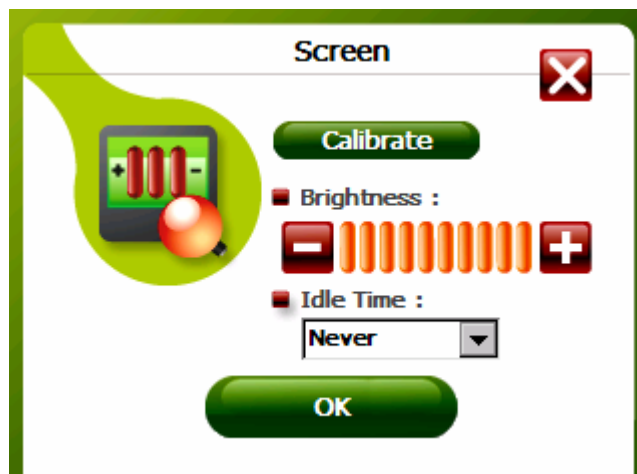 Screen
Calibrate
Brightness :
Idle Time :
Never
OK